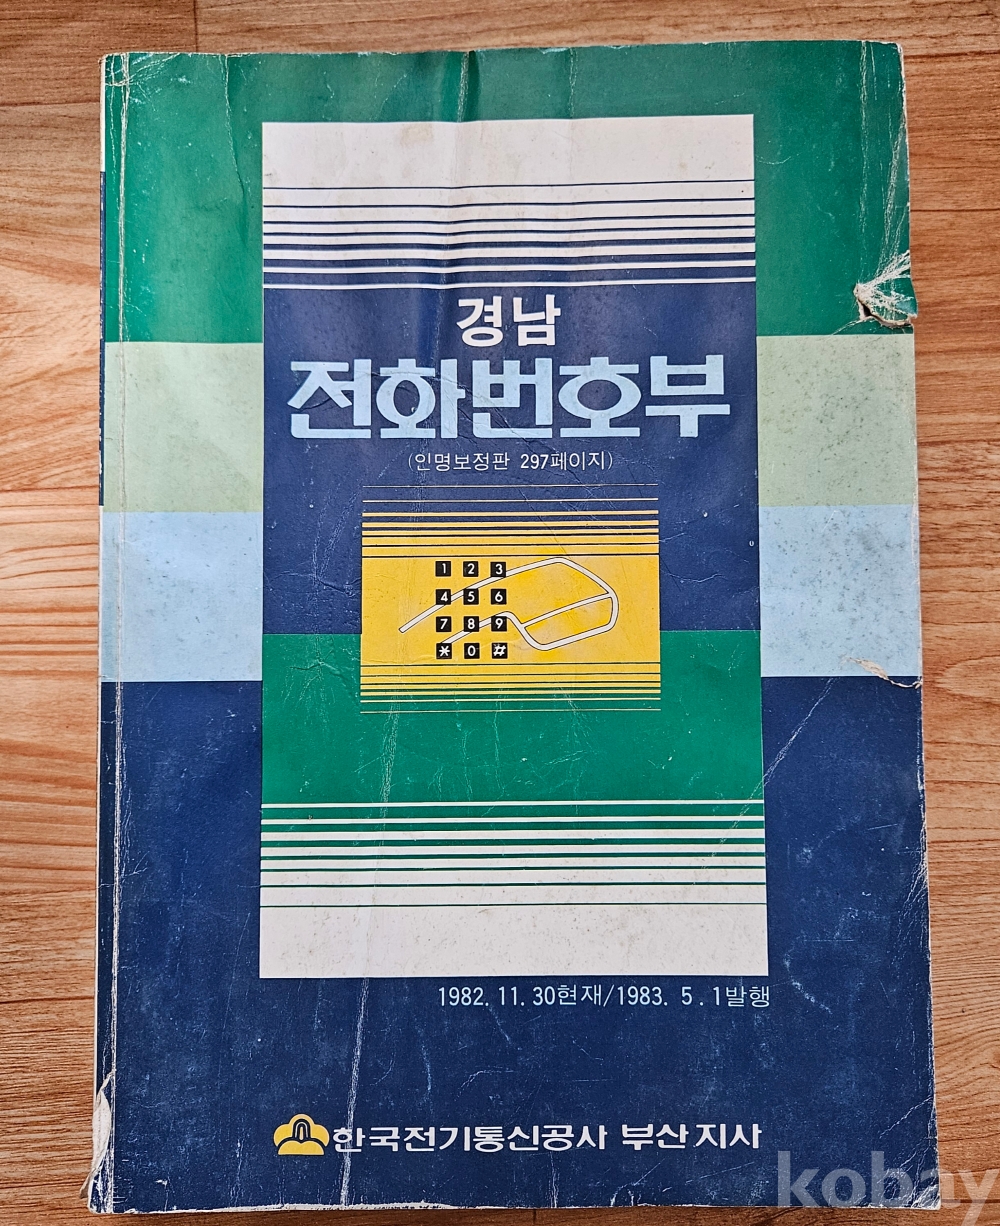 경남
전화번호부
(인명보정판 297페이지)
1 2 3
4 5 6
7 8 9
* 0 #
1982. 11. 30현재/1983. 5. 1발행
한국전기통신공사 부산지사
kobay